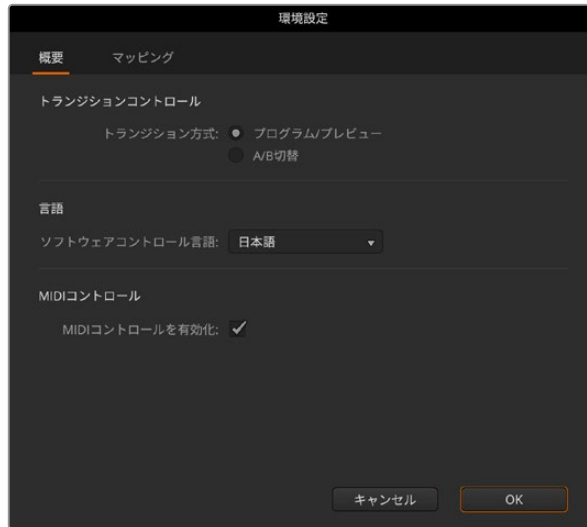 環境設定
概要 マッピング
トランジションコントロール
トランジション方式: プログラム/プレビュー
A/B切替
言語
ソフトウェアコントロール言語: 日本語
MIDIコントロール
MIDIコントロールを有効化:
キャンセル OK